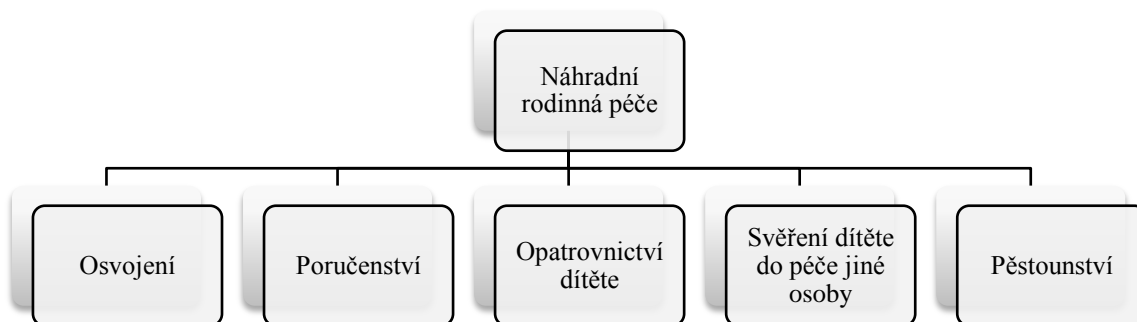 Náhradní
rodinná péče
Osvojení
Poručenství
Opatrovnictví
dítěte
Svěření dítěte
do péče jiné
osoby
Pěstounství